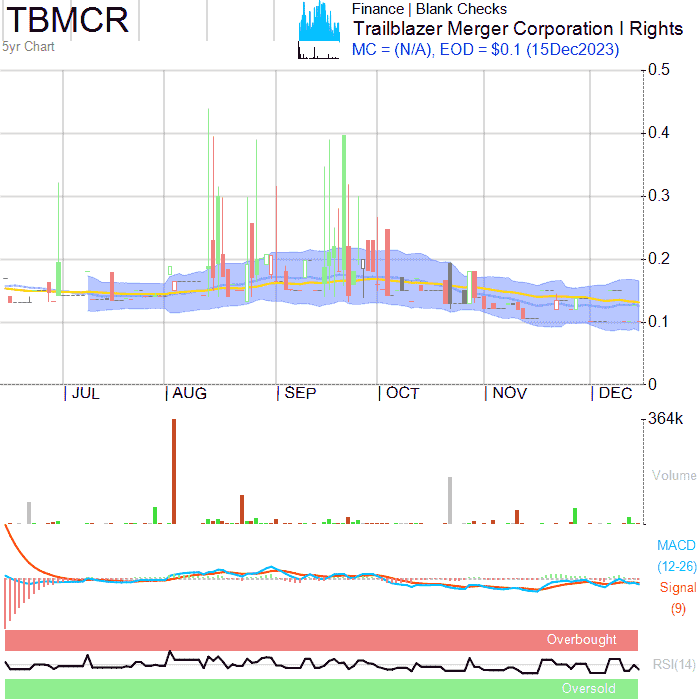 TBMCR
5yr Chart
Finance | Blank Checks
Trailblazer Merger Corporation I Rights
MC = (N/A), EOD = $0.1 (15Dec2023)
0.5
0.4
0.3
0.2
0.1
0
JUL AUG SEP OCT NOV DEC
364k
Volume
MACD
(12-26)
Signal
(9)
Overbought
RSI(14)
Oversold